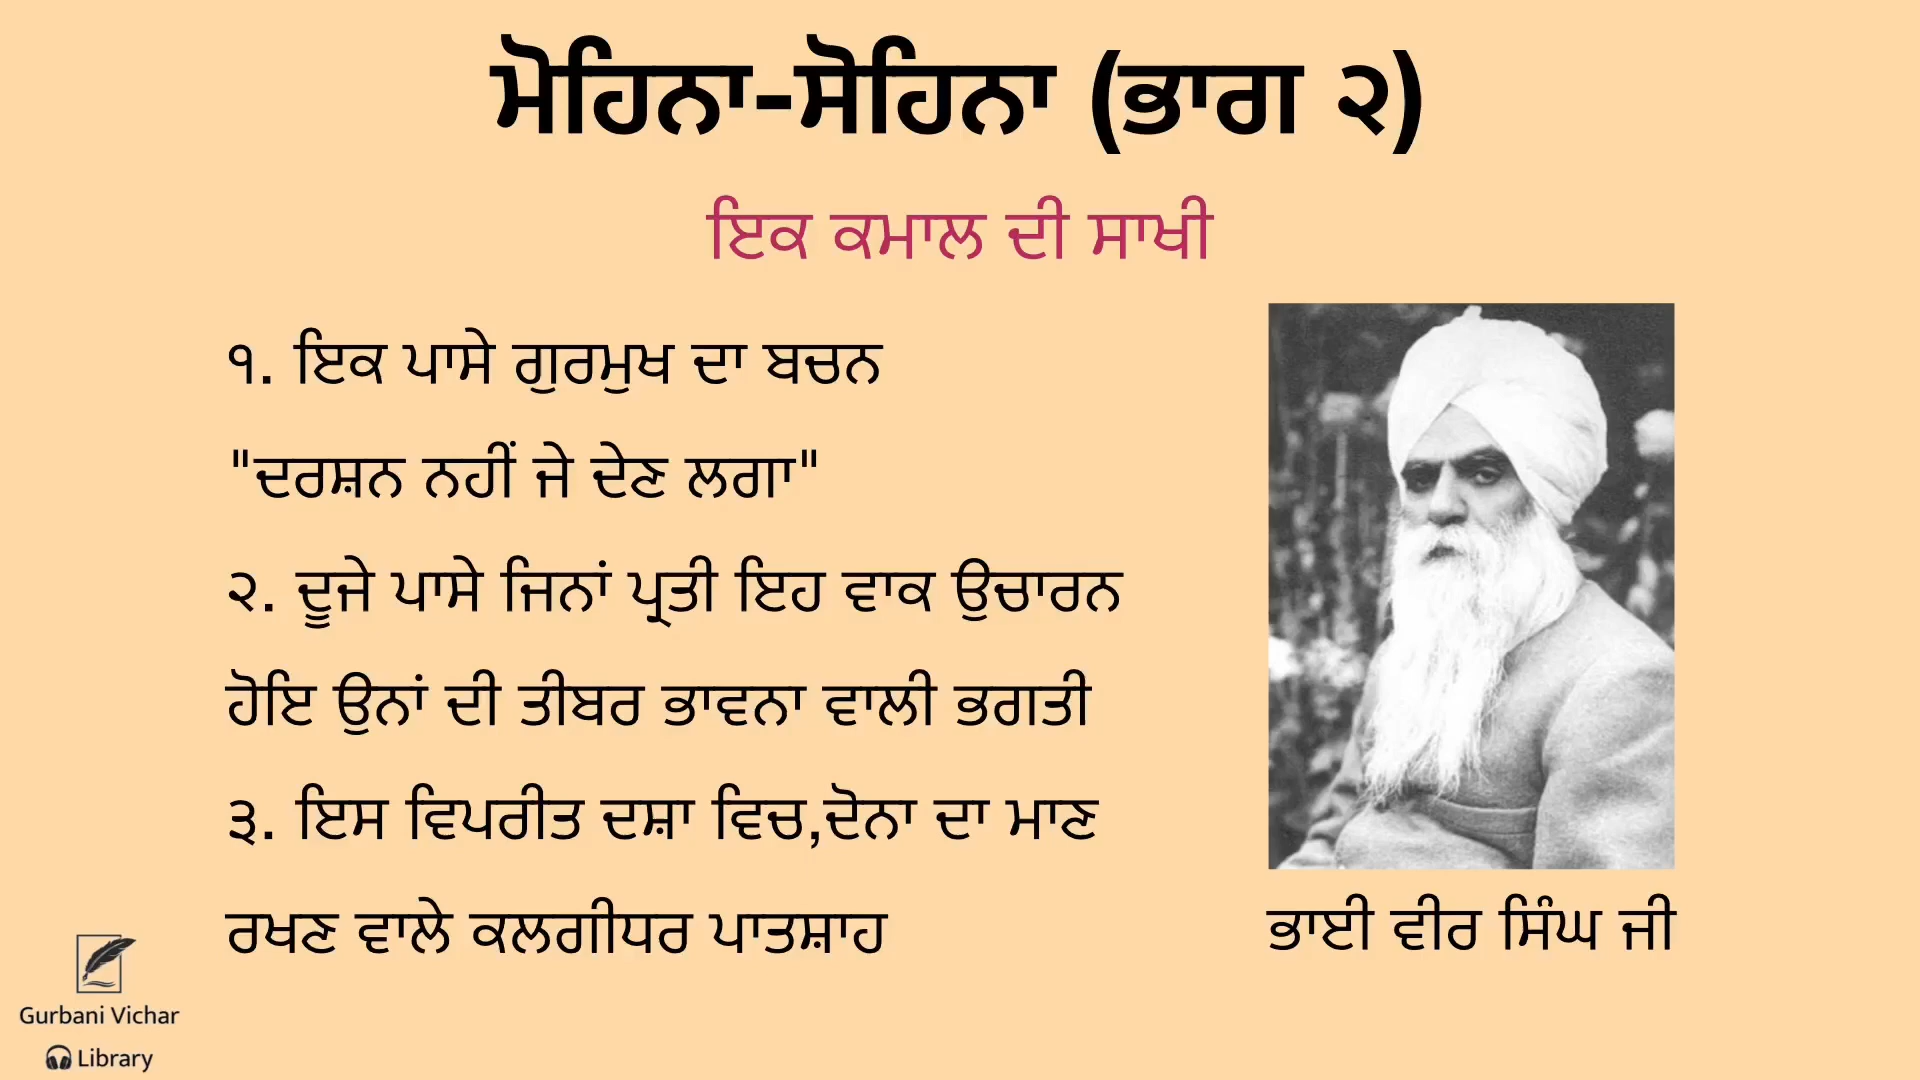 ਮੋਹਿਨਾ-ਸੋਹਿਨਾ (ਭਾਗ ੨)
ਇਕ ਕਮਾਲ ਦੀ ਸਾਖੀ
੧. ਇਕ ਪਾਸੇ ਗੁਰਮੁਖ ਦਾ ਬਚਨ
"ਦਰਸ਼ਨ ਨਹੀਂ ਜੇ ਦੇਣ ਲਗਾ"
੨. ਦੂਜੇ ਪਾਸੇ ਜਿਨਾਂ ਪ੍ਰਤੀ ਇਹ ਵਾਕ ਉਚਾਰਨ
ਹੋਇ ਉਨਾਂ ਦੀ ਤੀਬਰ ਭਾਵਨਾ ਵਾਲੀ ਭਗਤੀ
੩. ਇਸ ਵਿਪਰੀਤ ਦਸ਼ਾ ਵਿਚ,ਦੋਨਾ ਦਾ ਮਾਣ
ਰਖਣ ਵਾਲੇ ਕਲਗੀਧਰ ਪਾਤਸ਼ਾਹ
ਭਾਈ ਵੀਰ ਸਿੰਘ ਜੀ
Gurbani Vichar
Library